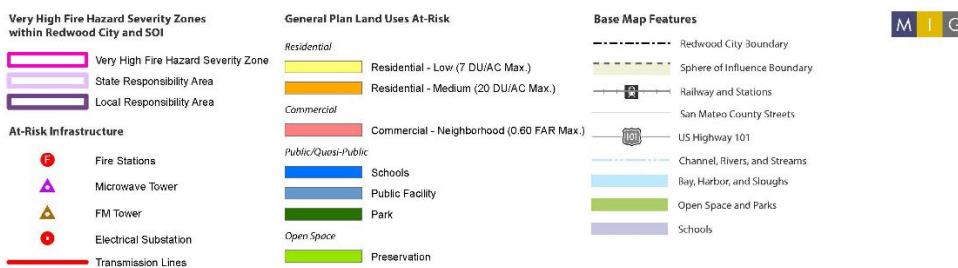 Very High Fire Hazard Severity Zones
within Redwood City and SOI
Very High Fire Hazard Severity Zone
State Responsibility Area
Local Responsibility Area
At-Risk Infrastructure
F
Fire Stations
Microwave Tower
FM Tower
Electrical Substation
Transmission Lines
General Plan Land Uses At-Risk
Residential
Residential - Low (7 DU/AC Max.)
Residential - Medium (20 DU/AC Max.)
Commercial
Commercial - Neighborhood (0.60 FAR Max.)
Public/Quasi-Public
Schools
Public Facility
Park
Open Space
Preservation
Base Map Features
Redwood City Boundary
Sphere of Influence Boundary
Railway and Stations
San Mateo County Streets
101
US Highway 101
Channel, Rivers, and Streams
Bay, Harbor, and Sloughs
Open Space and Parks
Schools
M I G